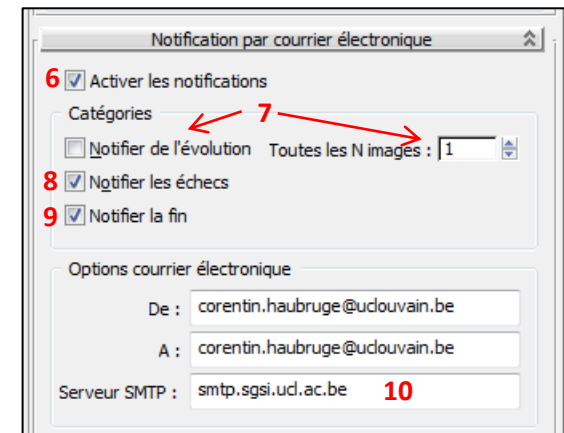 Notification par courrier électronique
6 Activer les notifications
Catégories
7
Notifier de l'évolution Toutes les N images : 1
8 Notifier les échecs
9 Notifier la fin
Options courrier électronique
De : corentin.haubruge@uclouvain.be
A : corentin.haubruge@uclouvain.be
Serveur SMTP : smtp.sgsi.ucl.ac.be 10